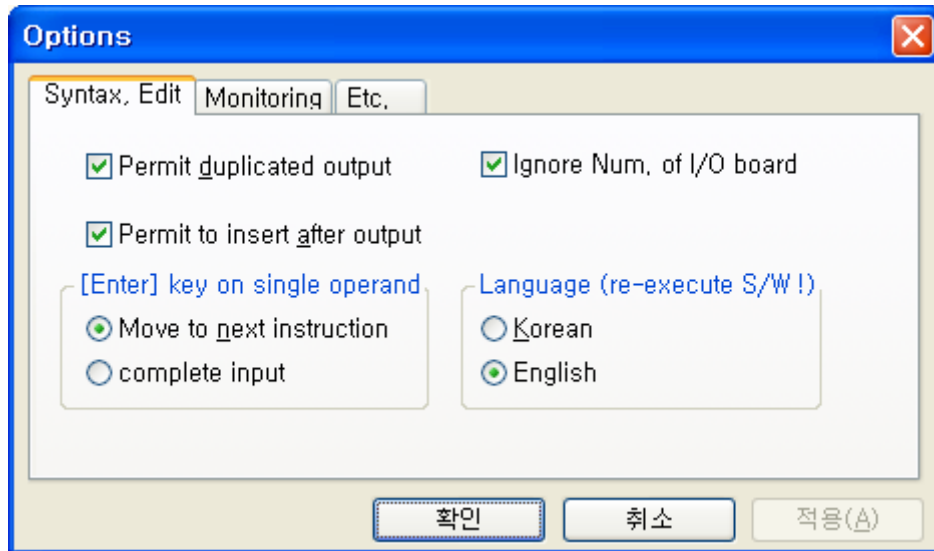 Options
Syntax, Edit Monitoring Etc,
Permit duplicated output Ignore Num, of I/O board
Permit to insert after output
[Enter] key on single operand Language (re-execute S/W!)
Move to next instruction Korean
complete input English
확인 취소 적용(A)